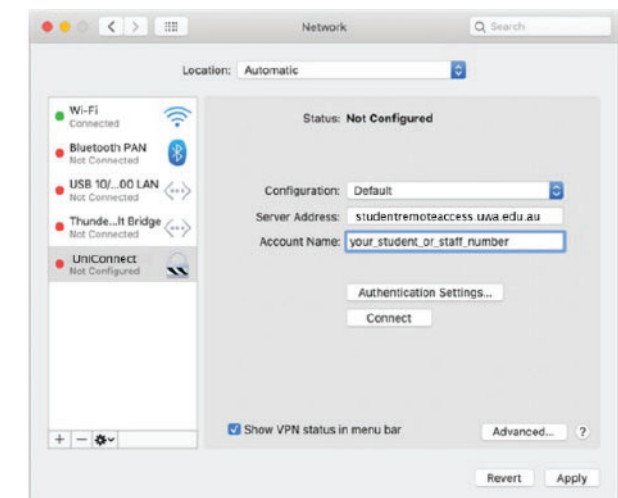 Network
Search
Location: Automatic
Wi-Fi
Connected
Bluetooth PAN
Not Connected
USB 10/...00 LAN
Not Connected
Thunde...lt Bridge
Not Connected
UniConnect
Not Configured
Status: Not Configured
Configuration: Default
Server Address: studentremoteaccess.uwa.edu.au
Account Name: your_student_or_staff_number
Authentication Settings...
Connect
Show VPN status in menu bar
Advanced... ?
Revert Apply